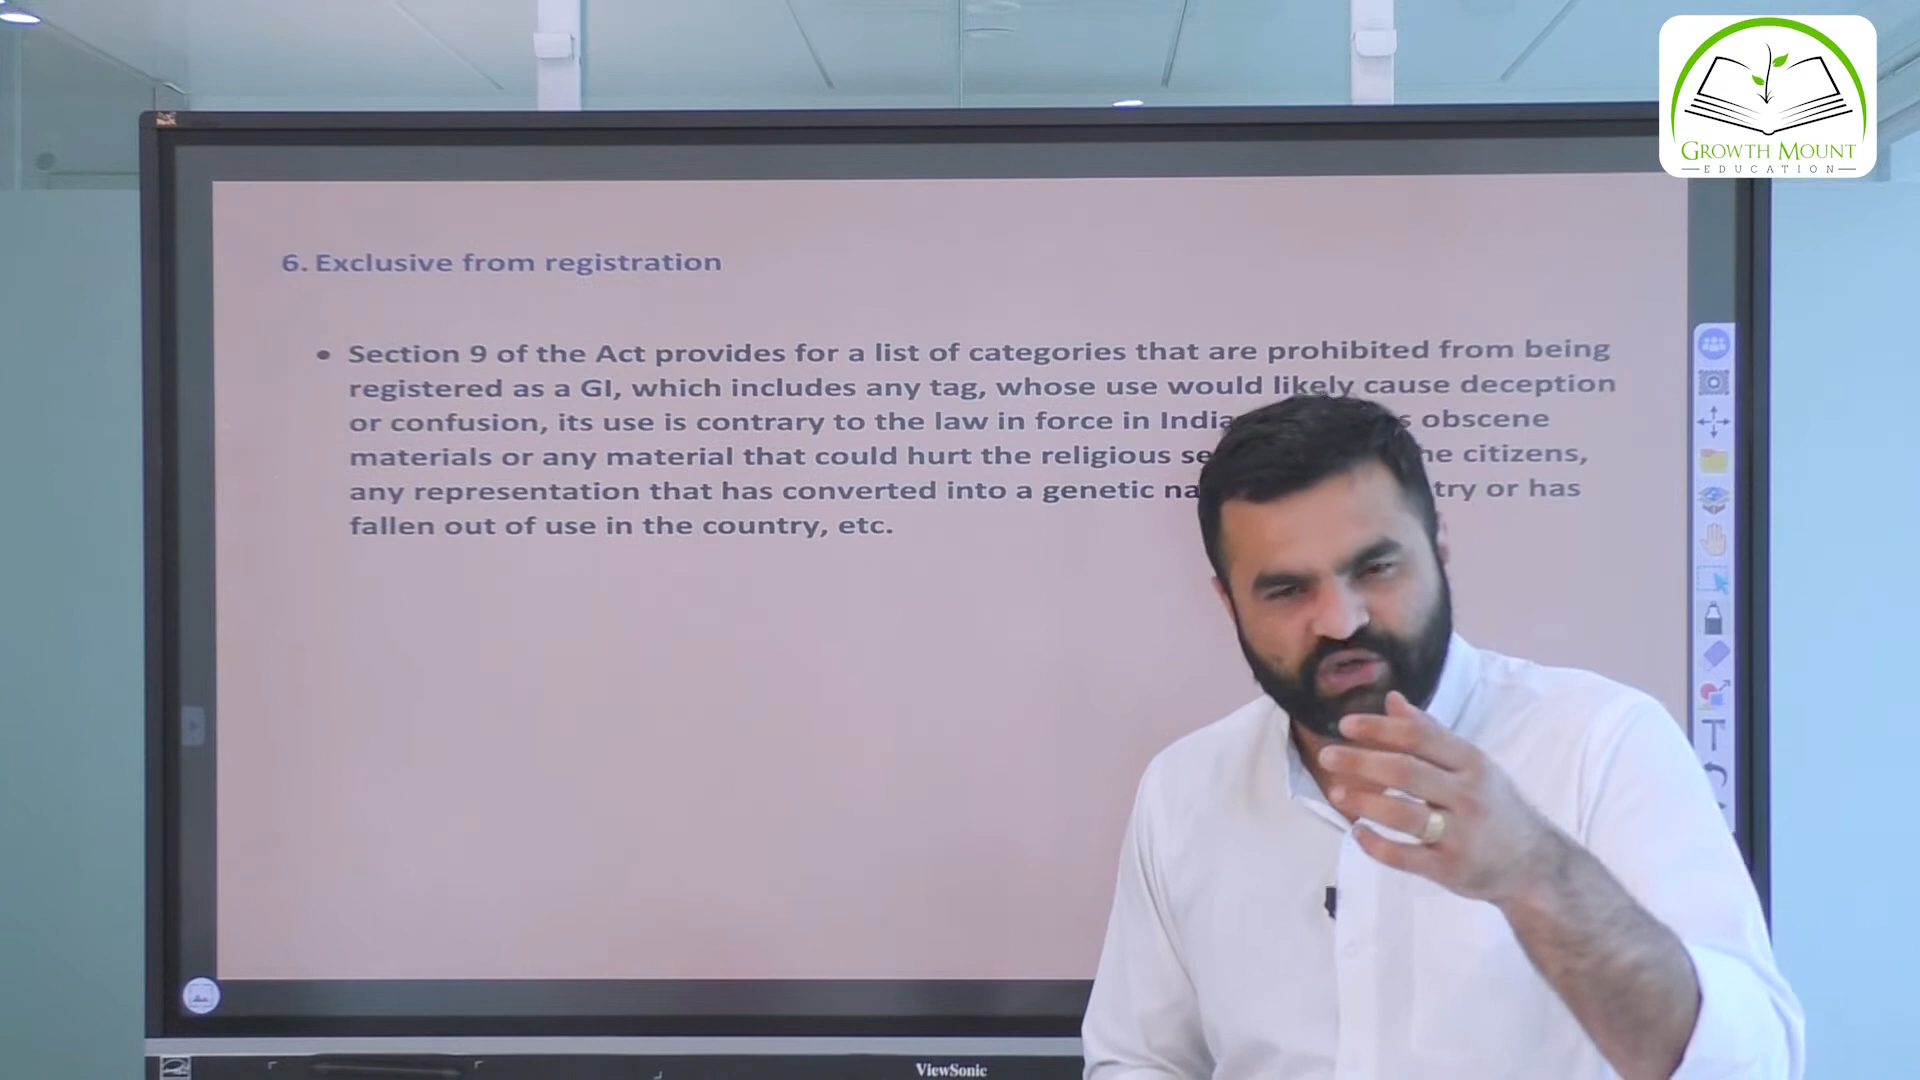 GROWTH MOUNT
EDUCATION
6. Exclusive from registration
• Section 9 of the Act provides for a list of categories that are prohibited from being
registered as a GI, which includes any tag, whose use would likely cause deception
or confusion, its use is contrary to the law in force in India obscene
materials or any material that could hurt the religious citizens,
any representation that has converted into a genetic or has
fallen out of use in the country, etc.
ViewSonic